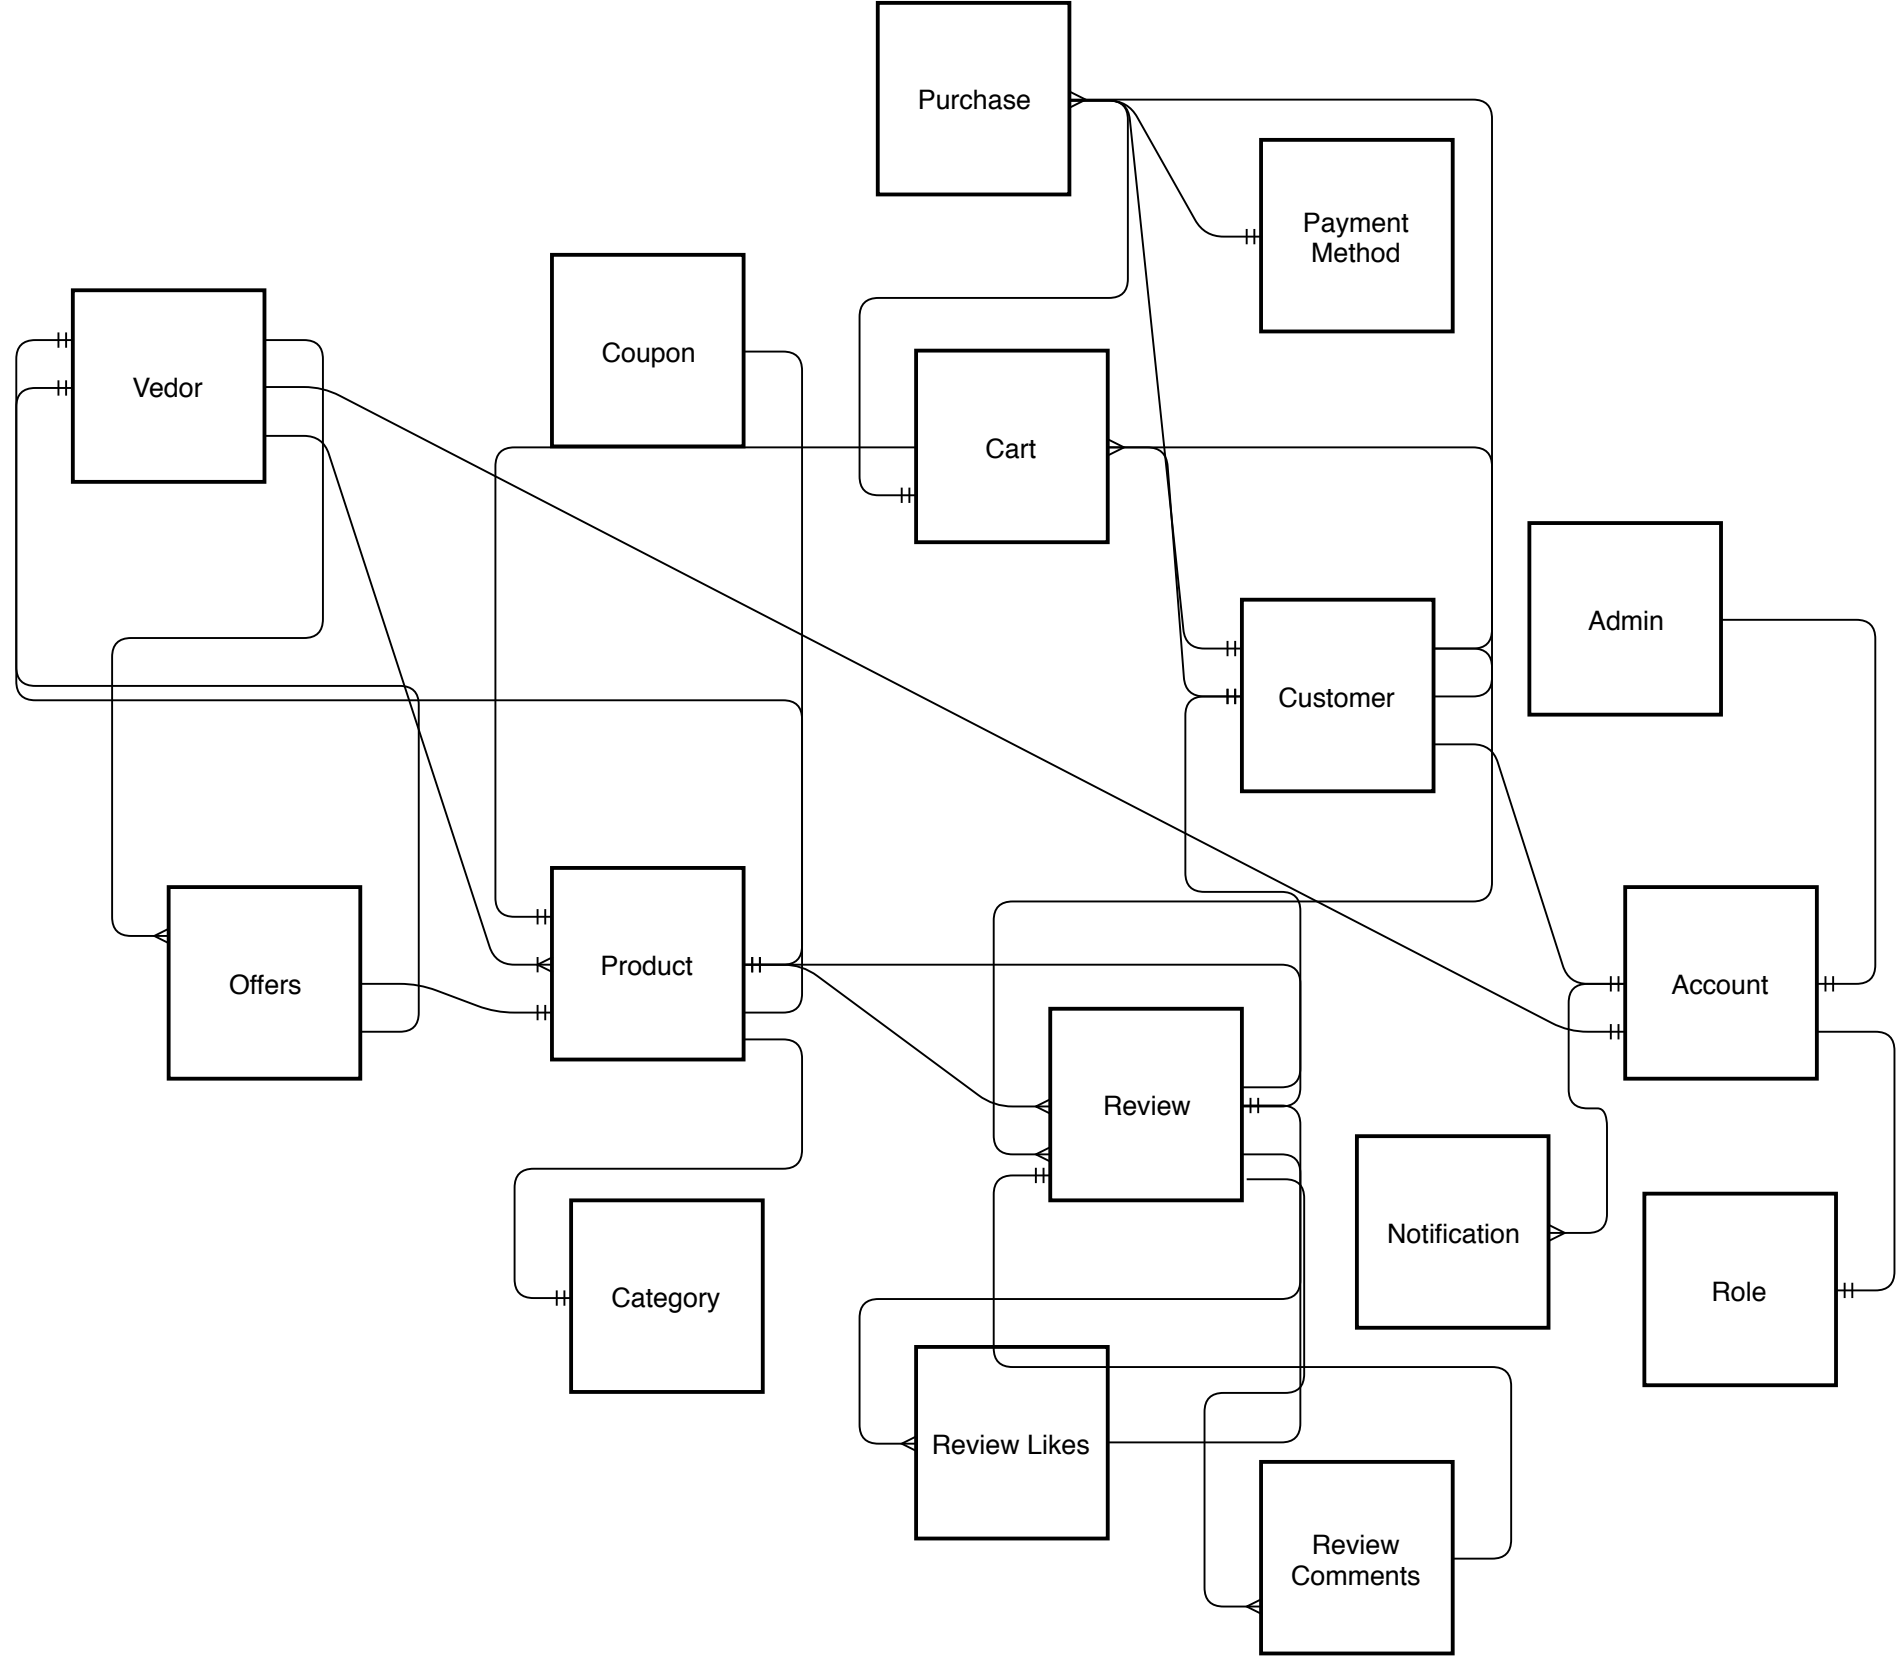 Purchase
Payment
Method
Coupon
Vedor
Cart
Admin
Customer
Product
Offers
Account
Review
Notification
Role
Category
Review Likes
Review
Comments